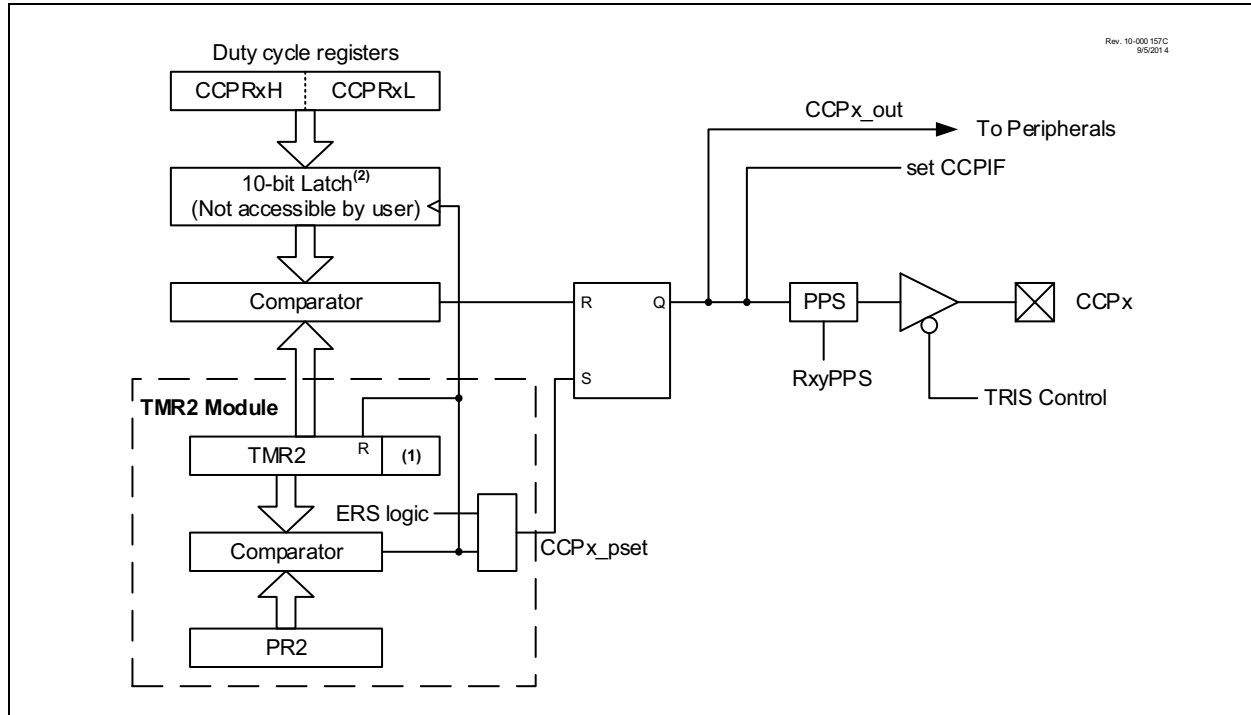 Rev. 10-000 157C
9/5/201 4
Duty cycle registers
CCPRxH CCPRxL
CCPx_out
To Peripherals
set CCPIF
10-bit Latch(2)
(Not accessible by user)
Comparator
R Q
PPS
CCPx
S
RxyPPS
TRIS Control
TMR2 Module
TMR2 R (1)
ERS logic
Comparator
CCPx_pset
PR2